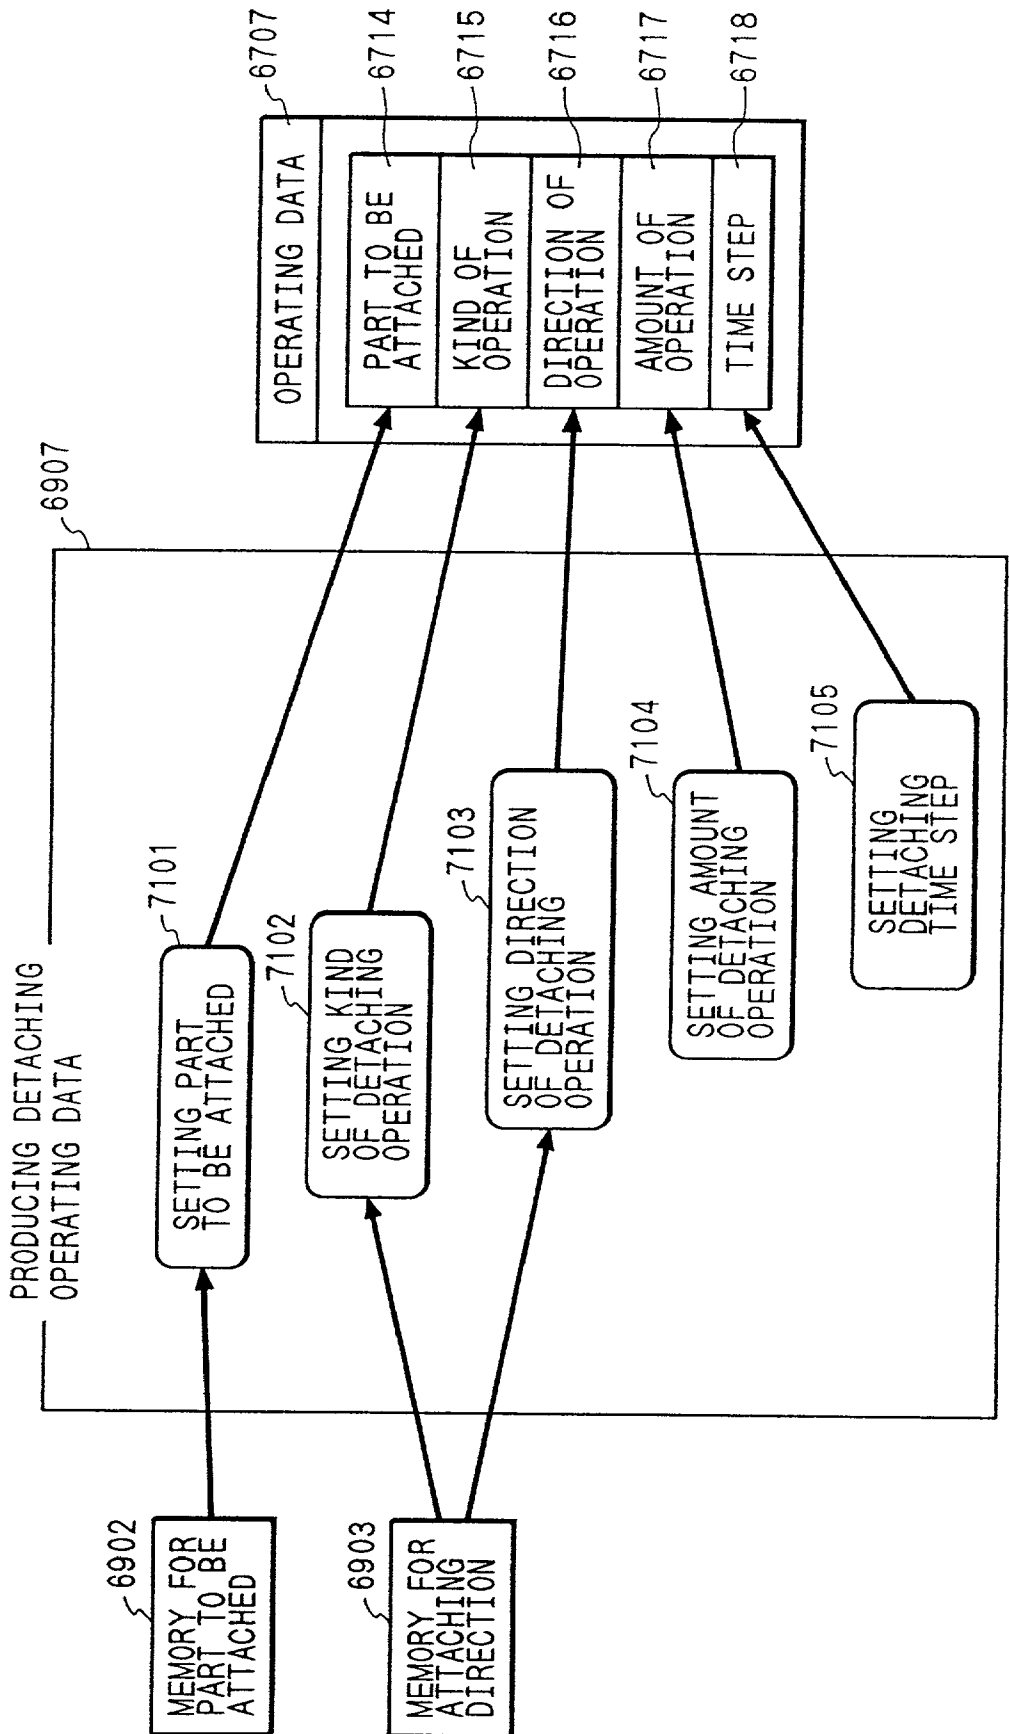 PRODUCING DETACHING
OPERATING DATA
6907
6902
MEMORY FOR
PART TO BE
ATTACHED
6903
MEMORY FOR
ATTACHING
DIRECTION
7101
SETTING PART
TO BE ATTACHED
7102
SETTING KIND
OF DETACHING
OPERATION
7103
SETTING DIRECTION
OF DETACHING
OPERATION
7104
SETTING AMOUNT
OF DETACHING
OPERATION
7105
SETTING
DETACHING
TIME STEP
OPERATING DATA
6707
PART TO BE
ATTACHED
6714
KIND OF
OPERATION
6715
DIRECTION OF
OPERATION
6716
AMOUNT OF
OPERATION
6717
TIME STEP
6718